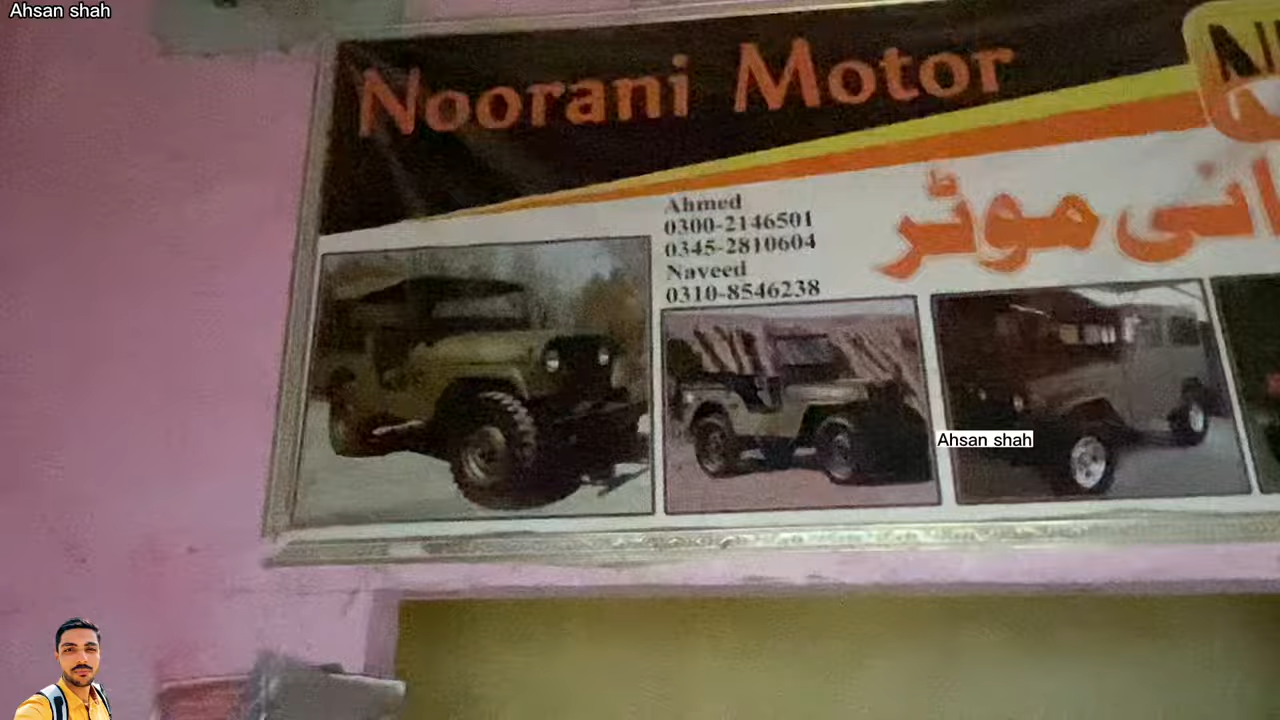 Ahsan shah
Noorani Motor
Ahmed
0300-2146501
0345-2810604
Naveed
0310-8546238
موٹر
Ahsan shah